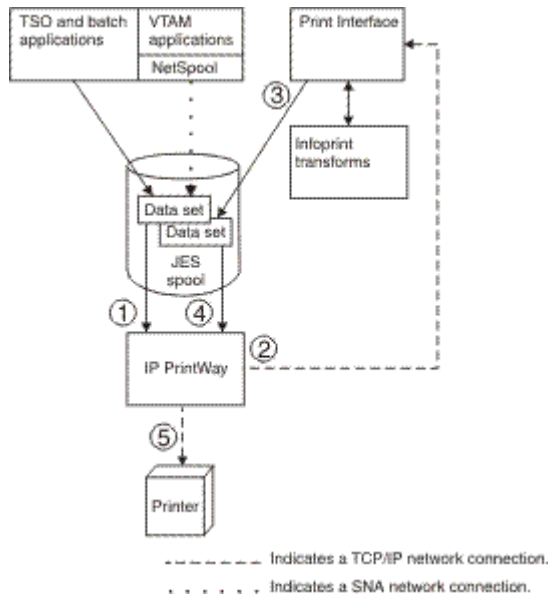 TSO and batch
applications
VTAM
applications
NetSpool
Print Interface
③
Infoprint
transforms
Data set
Data set
JES
spool
①
④
②
IP PrintWay
⑤
Printer
Indicates a TCP/IP network connection.
Indicates a SNA network connection.